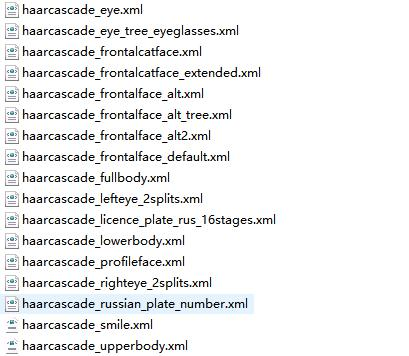 haarcascade_eye.xml
haarcascade_eye_tree_eyeglasses.xml
haarcascade_frontalcatface.xml
haarcascade_frontalcatface_extended.xml
haarcascade_frontalface_alt.xml
haarcascade_frontalface_alt_tree.xml
haarcascade_frontalface_alt2.xml
haarcascade_frontalface_default.xml
haarcascade_fullbody.xml
haarcascade_lefteye_2splits.xml
haarcascade_licence_plate_rus_16stages.xml
haarcascade_lowerbody.xml
haarcascade_profileface.xml
haarcascade_righteye_2splits.xml
haarcascade_russian_plate_number.xml
haarcascade_smile.xml
haarcascade_upperbody.xml